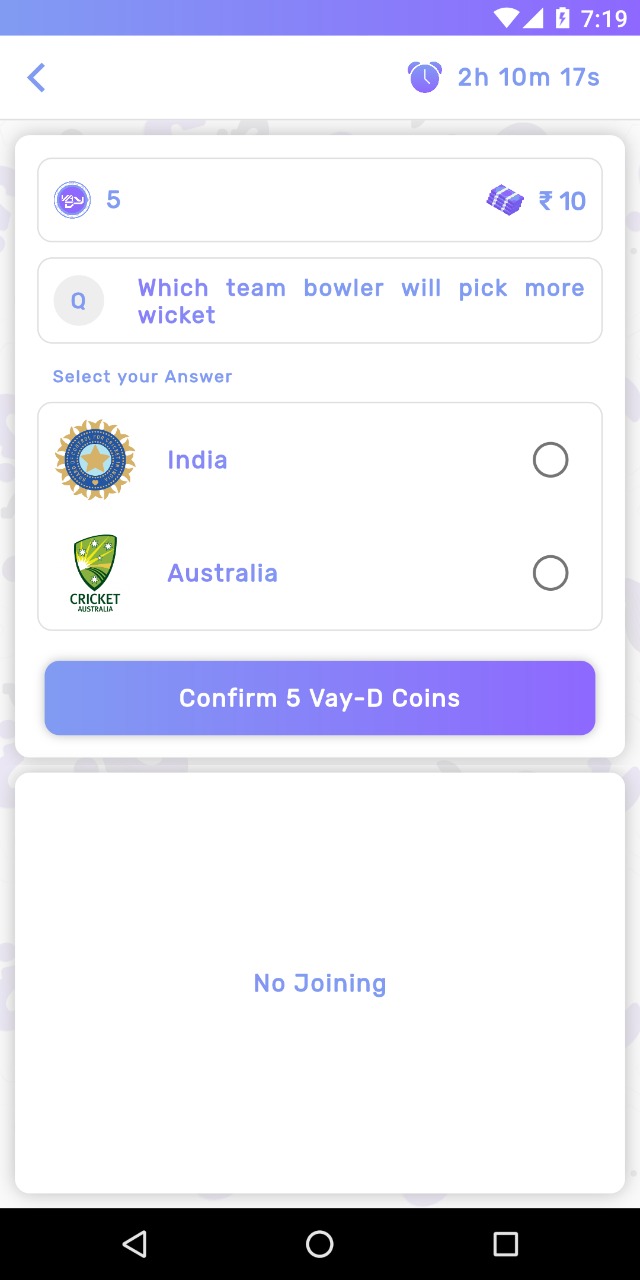 7:19
2h 10m 17s
5
₹ 10
Q
Which team bowler will pick more
wicket
Select your Answer
India
CRICKET
AUSTRALIA
Australia
Confirm 5 Vay-D Coins
No Joining